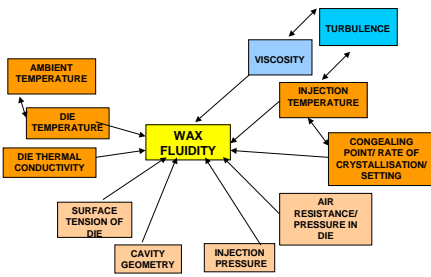 TURBULENCE
VISCOSITY
AMBIENT
TEMPERATURE
INJECTION
TEMPERATURE
DIE
TEMPERATURE
WAX
FLUIDITY
CONGEALING
POINT/ RATE OF
CRYSTALLISATION/
SETTING
DIE THERMAL
CONDUCTIVITY
SURFACE
TENSION OF
DIE
AIR
RESISTANCE/
PRESSURE IN
DIE
CAVITY
GEOMETRY
INJECTION
PRESSURE